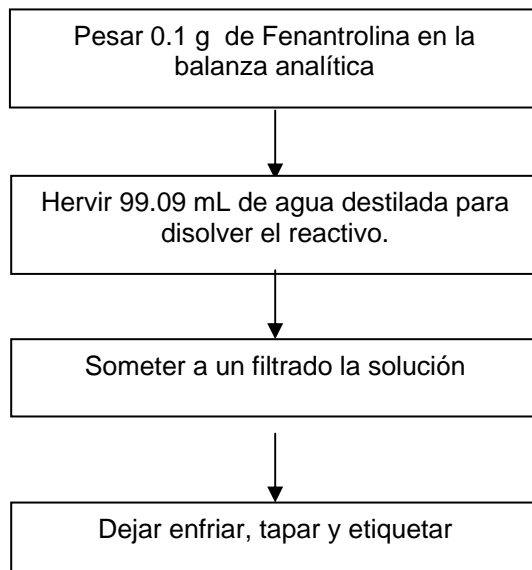 Pesar 0.1 g  de Fenantrolina en la
balanza analítica
Hervir 99.09 mL de agua destilada para
disolver el reactivo.
Someter a un filtrado la solución
Dejar enfriar, tapar y etiquetar